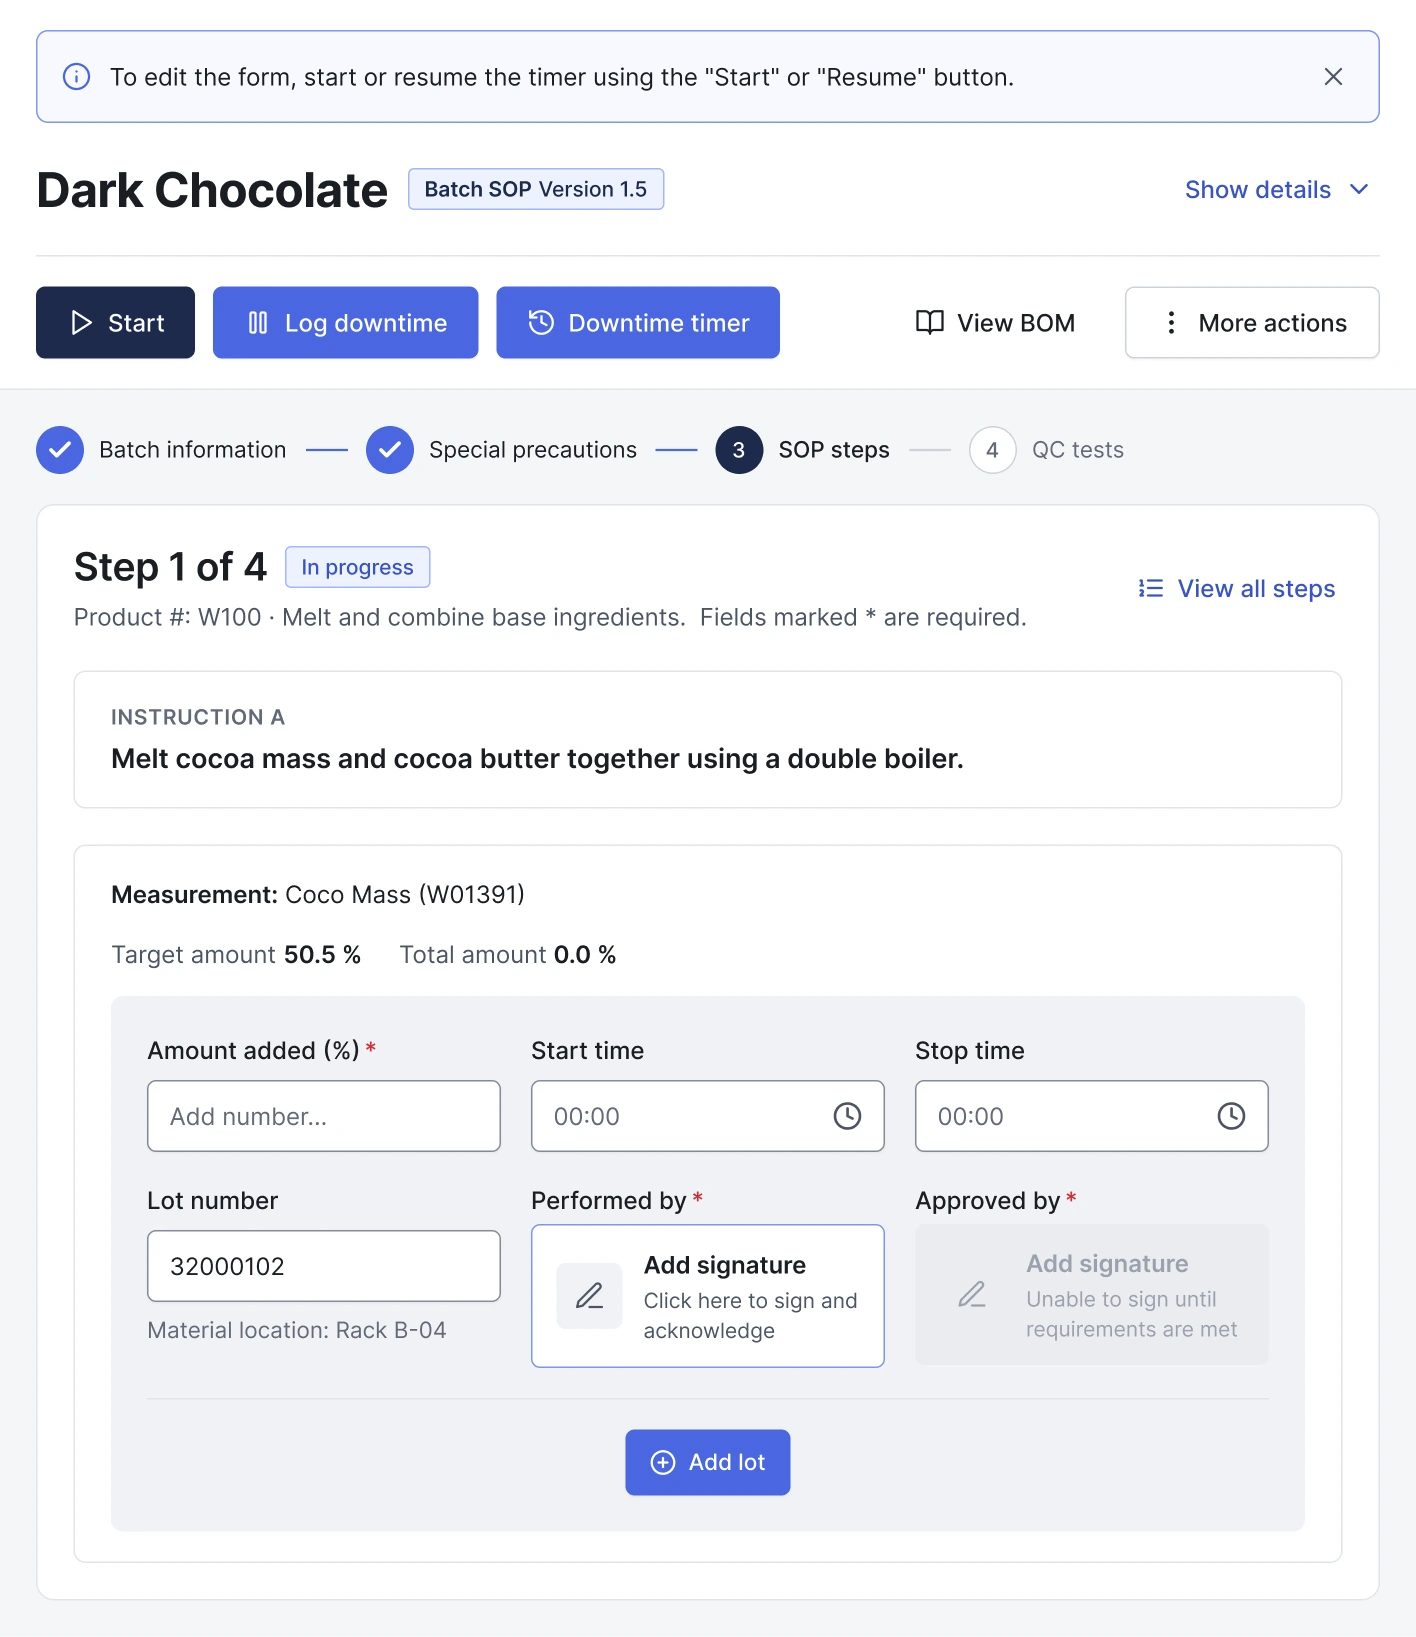 To edit the form, start or resume the timer using the "Start" or "Resume" button.
Dark Chocolate
Batch SOP Version 1.5
Show details
Start
Log downtime
Downtime timer
View BOM
More actions
Batch information
Special precautions
3
SOP steps
4
QC tests
Step 1 of 4
In progress
View all steps
Product #: W100 · Melt and combine base ingredients. Fields marked * are required.
INSTRUCTION A
Melt cocoa mass and cocoa butter together using a double boiler.
Measurement: Coco Mass (W01391)
Target amount 50.5 %
Total amount 0.0 %
Amount added (%) *
Start time
Stop time
Add number...
00:00
00:00
Lot number
Performed by *
Approved by *
32000102
Material location: Rack B-04
Add signature
Click here to sign and
acknowledge
Add signature
Unable to sign until
requirements are met
Add lot